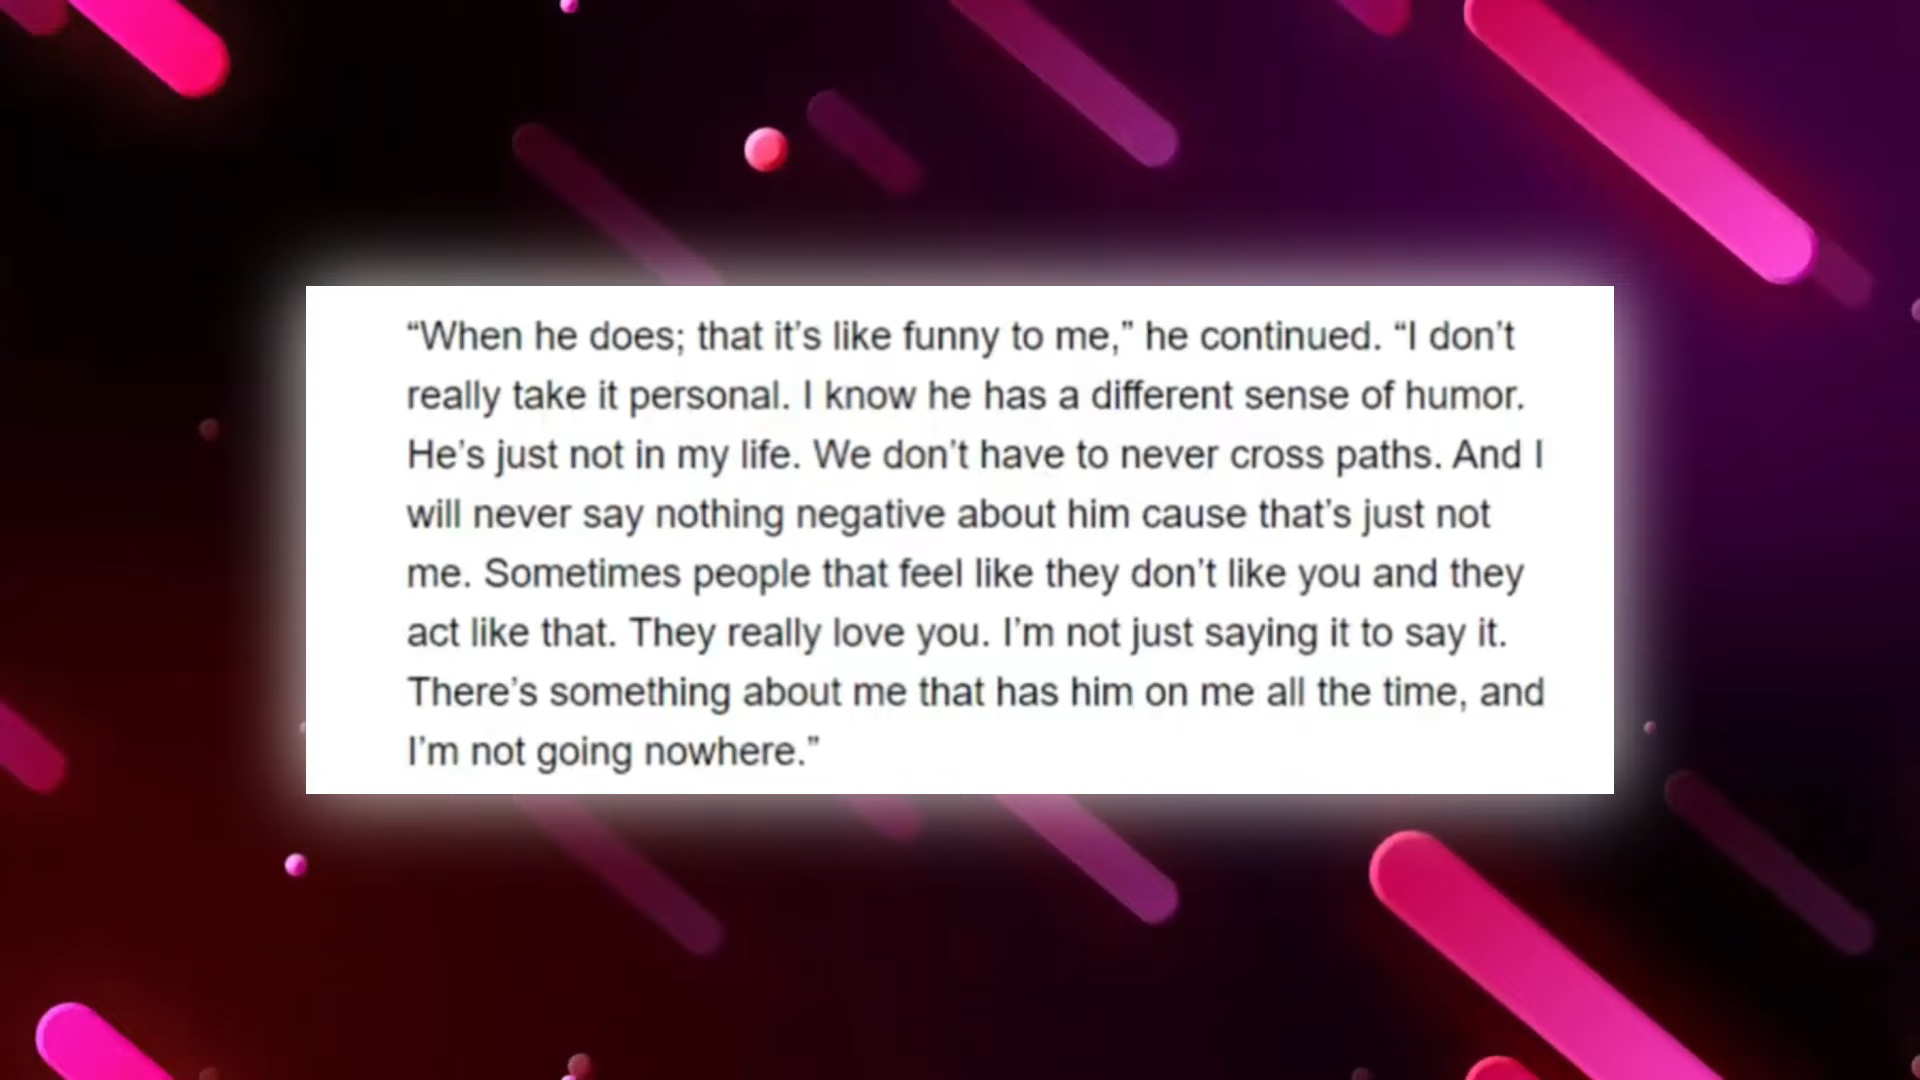 “When he does; that it’s like funny to me,” he continued. “I don’t
really take it personal. I know he has a different sense of humor.
He’s just not in my life. We don’t have to never cross paths. And I
will never say nothing negative about him cause that’s just not
me. Sometimes people that feel like they don’t like you and they
act like that. They really love you. I’m not just saying it to say it.
There’s something about me that has him on me all the time, and
I’m not going nowhere.”